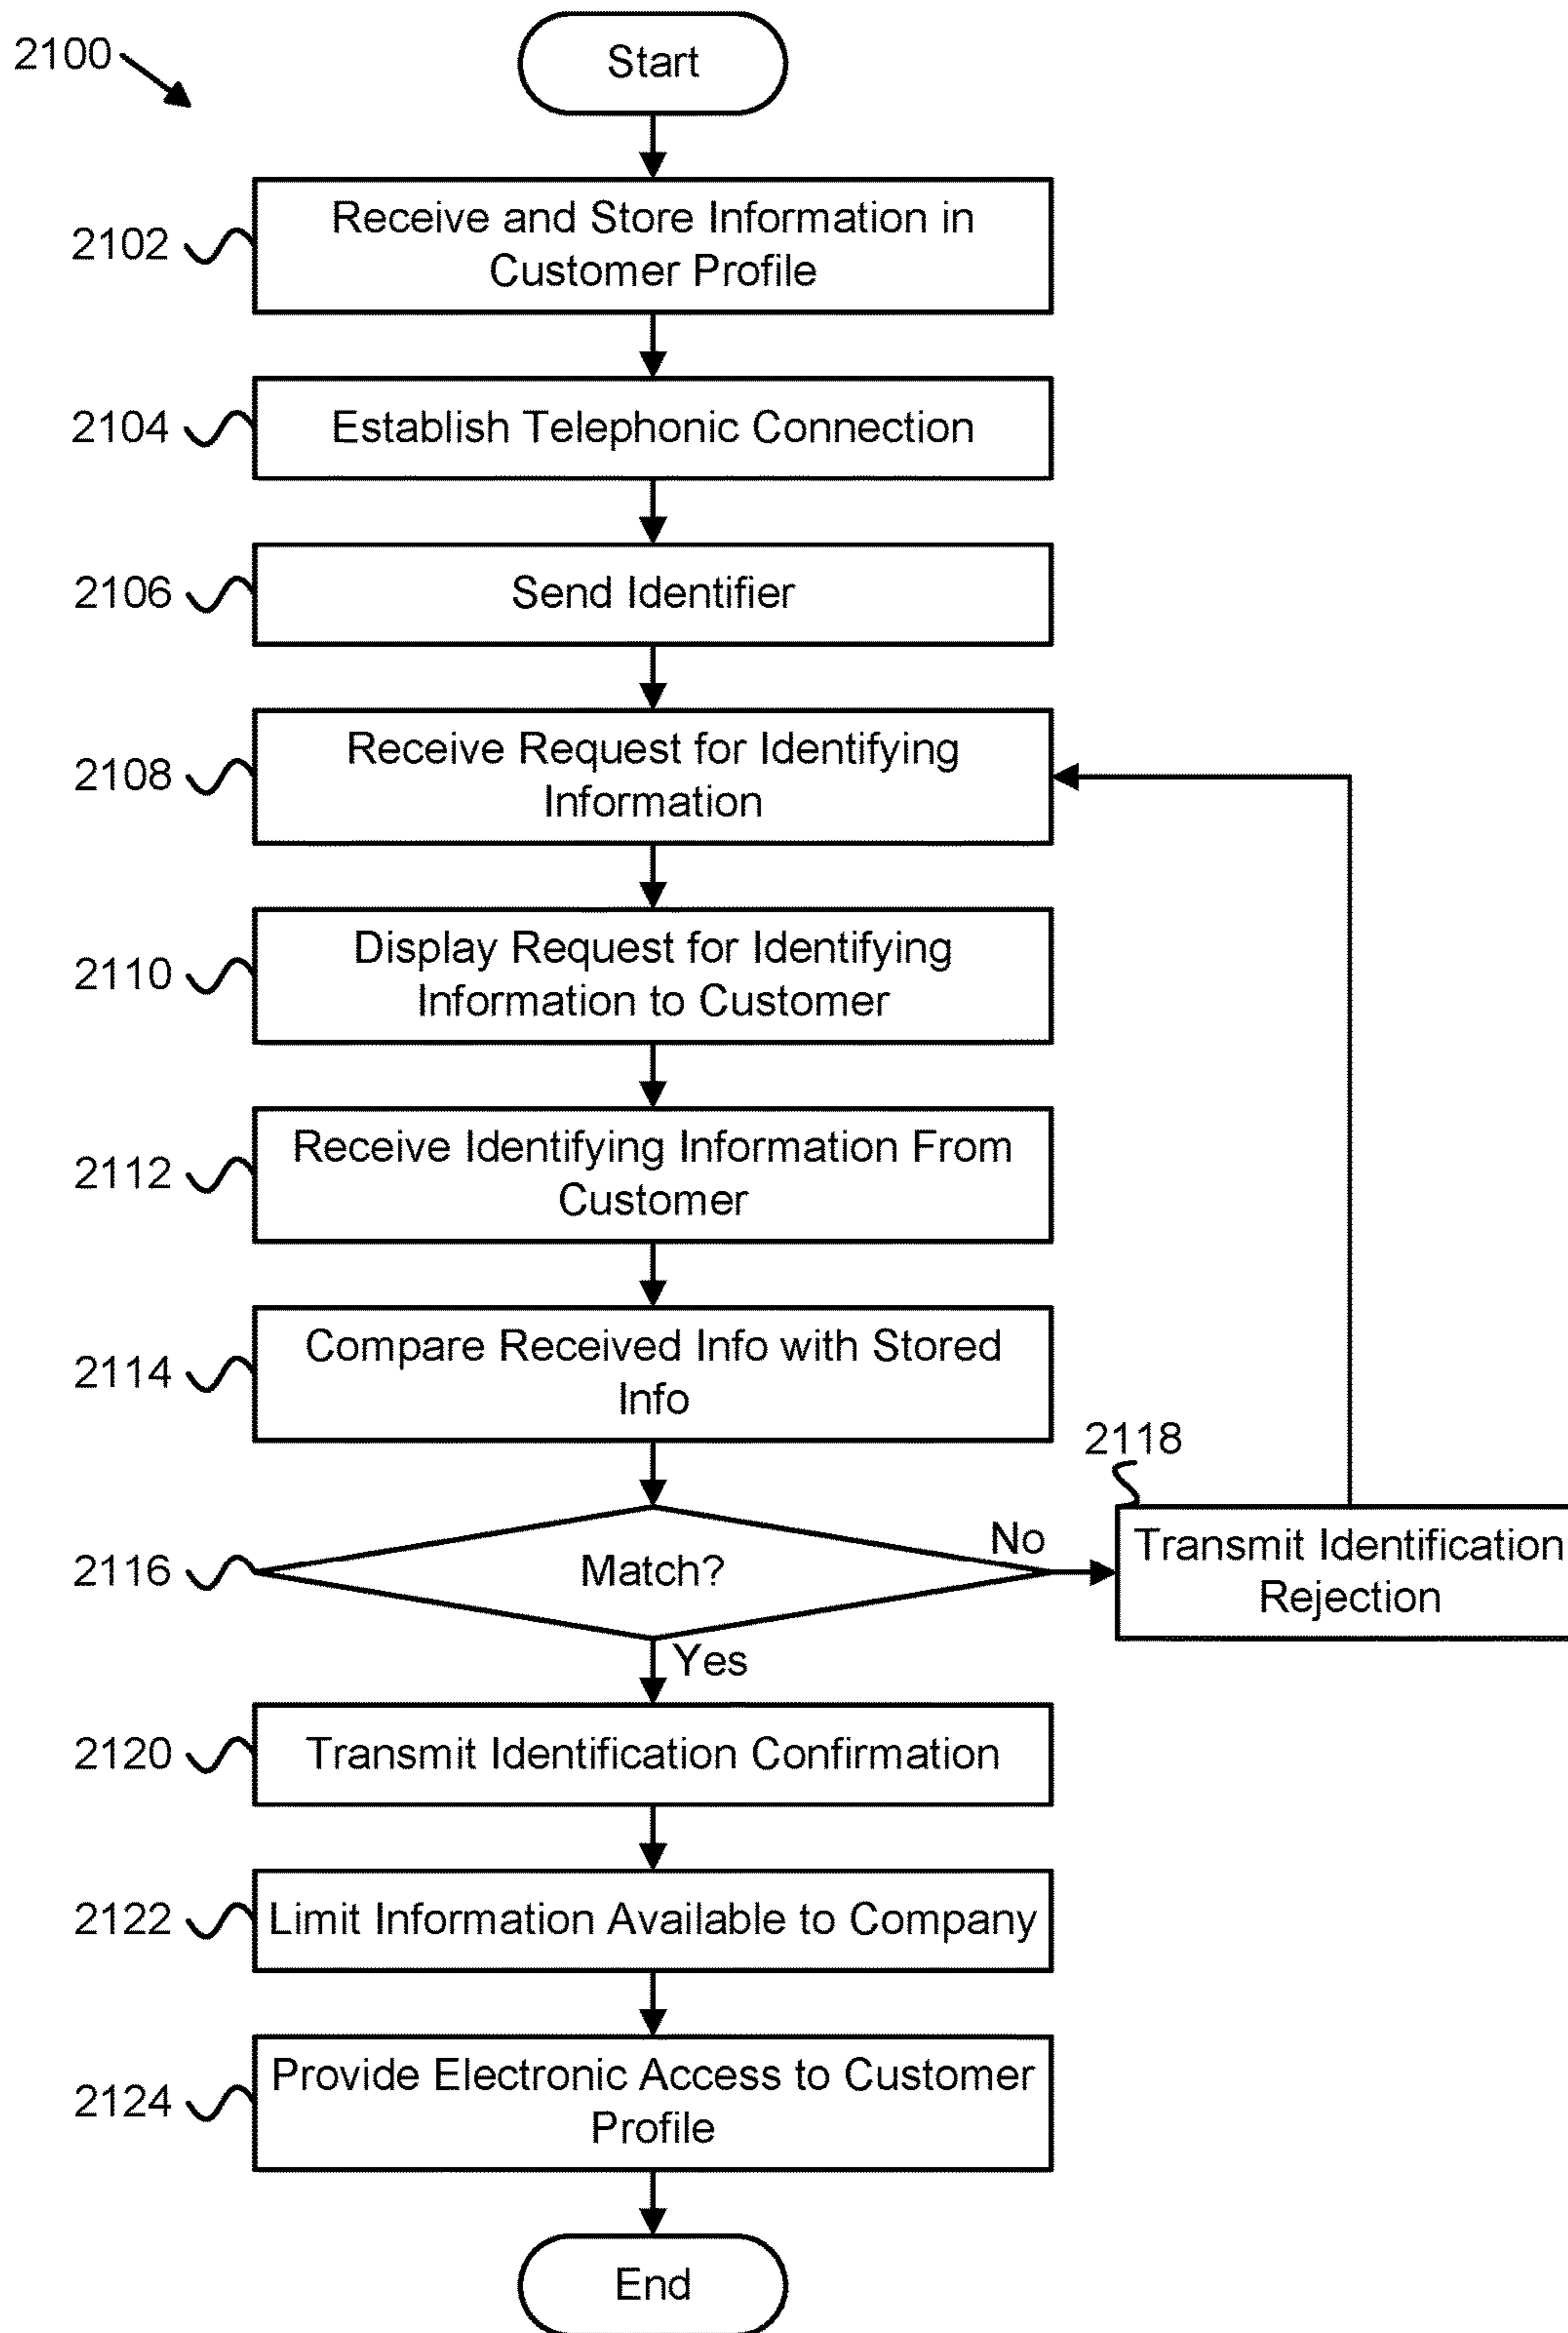 2100
Start
2102
Receive and Store Information in
Customer Profile
2104
Establish Telephonic Connection
2106
Send Identifier
2108
Receive Request for Identifying
Information
2110
Display Request for Identifying
Information to Customer
2112
Receive Identifying Information From
Customer
2114
Compare Received Info with Stored
Info
2116
Match?
No
2118
Transmit Identification
Rejection
Yes
2120
Transmit Identification Confirmation
2122
Limit Information Available to Company
2124
Provide Electronic Access to Customer
Profile
End